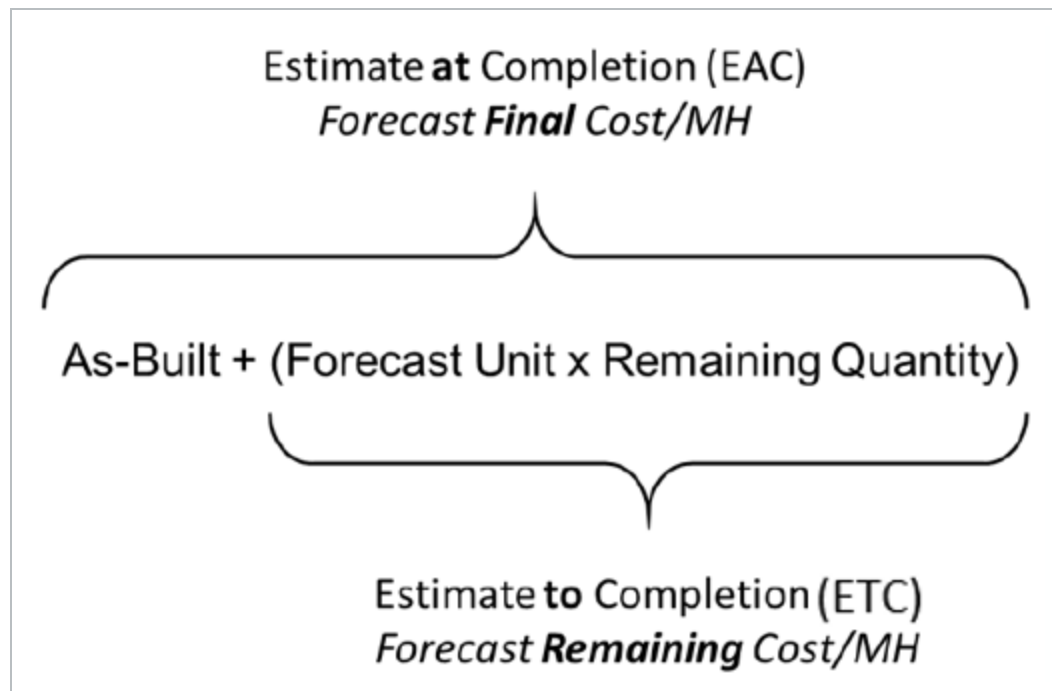 Estimate at Completion (EAC)
Forecast Final Cost/MH
As-Built + (Forecast Unit x Remaining Quantity)
Estimate to Completion (ETC)
Forecast Remaining Cost/MH